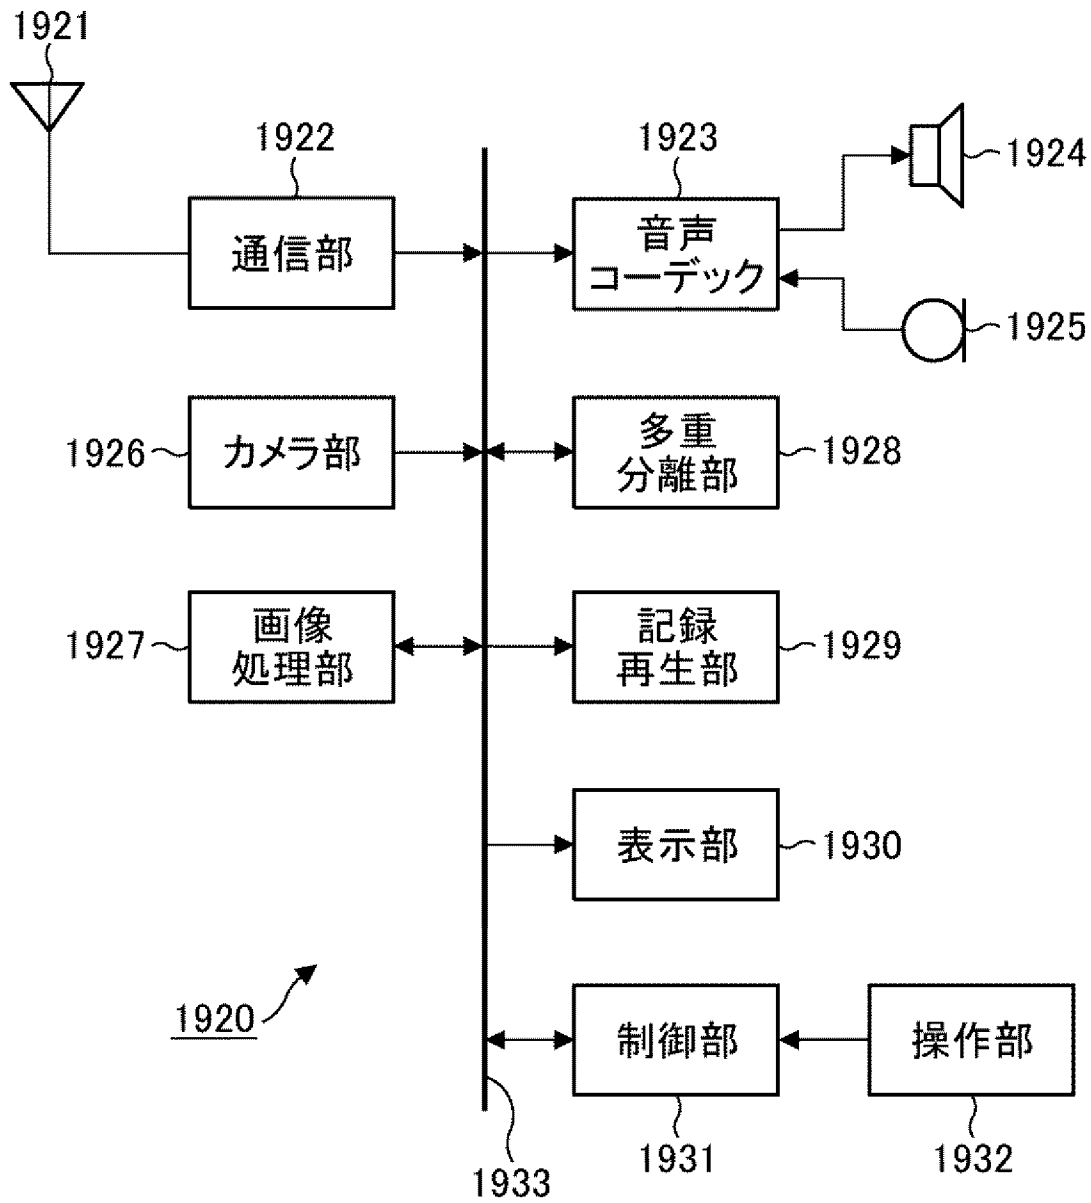 1921
1922
通信部
1923
音声
コーデック
1924
1925
1926
カメラ部
多重
分離部
1928
1927
画像
処理部
記録
再生部
1929
表示部
1930
1920
制御部
操作部
1931
1932
1933